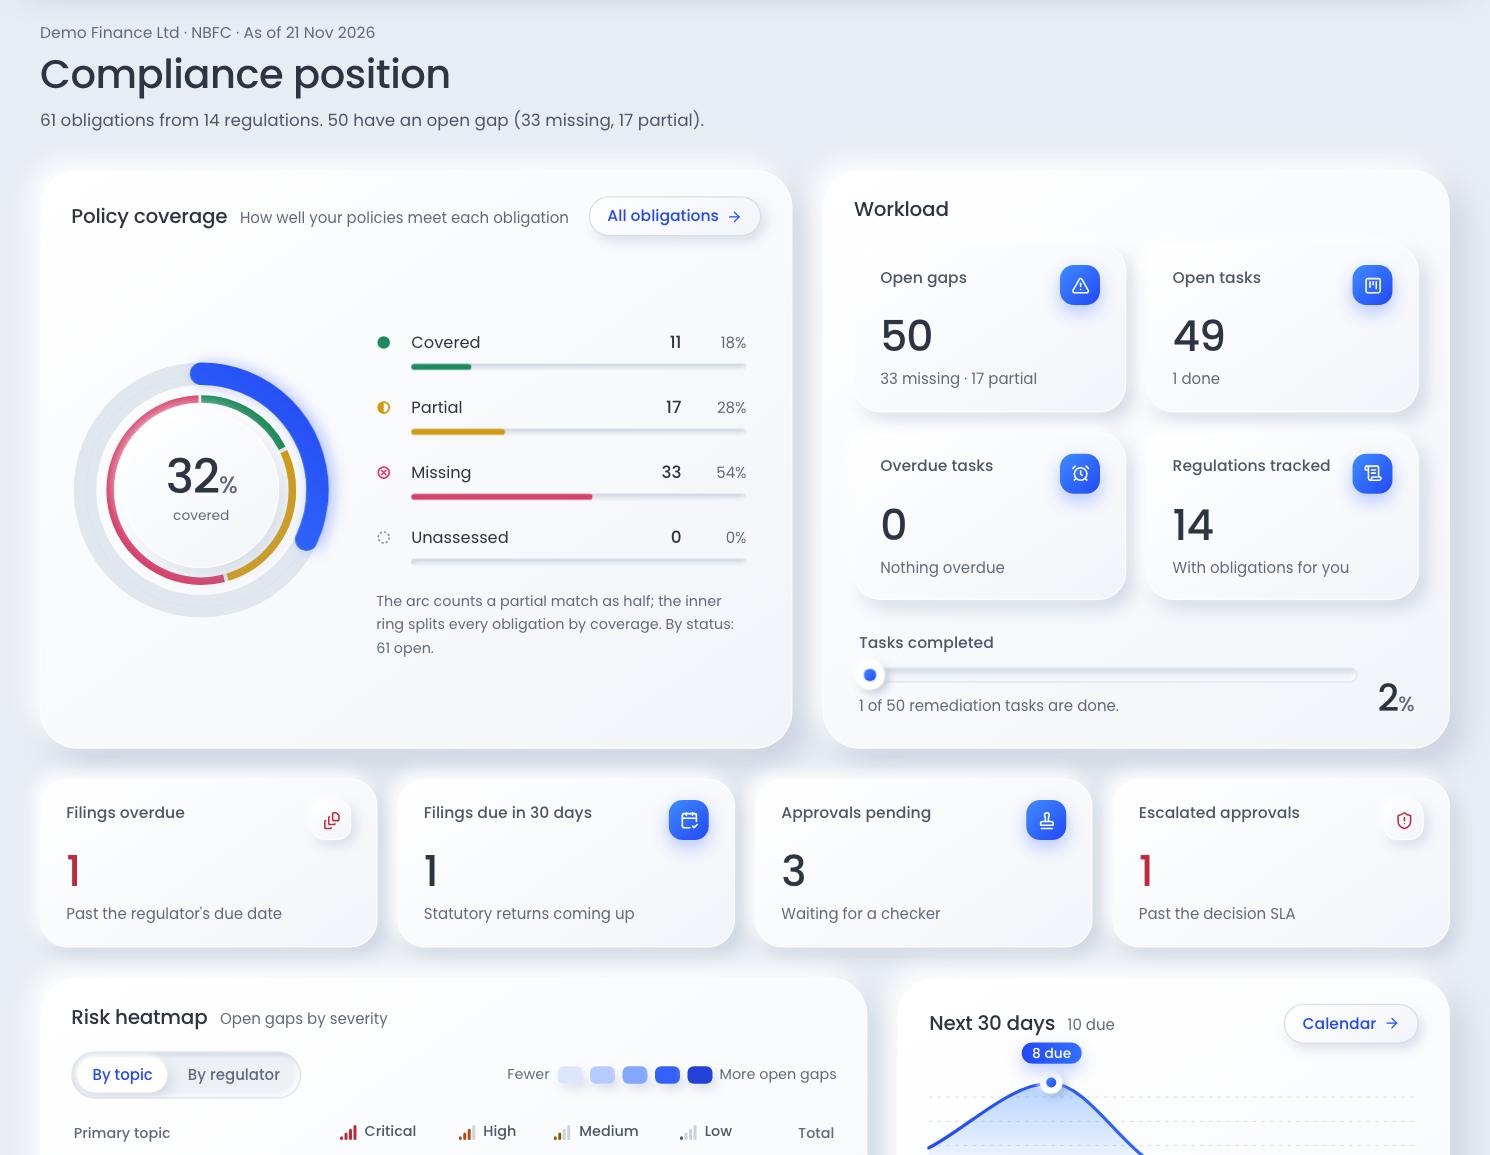 Demo Finance Ltd · NBFC · As of 21 Nov 2026
Compliance position
61 obligations from 14 regulations. 50 have an open gap (33 missing, 17 partial).
Policy coverage How well your policies meet each obligation
All obligations →
32%
covered
Covered 11 18%
Partial 17 28%
Missing 33 54%
Unassessed 0 0%
The arc counts a partial match as half; the inner
ring splits every obligation by coverage. By status:
61 open.
Workload
Open gaps
50
33 missing · 17 partial
Open tasks
49
1 done
Overdue tasks
0
Nothing overdue
Regulations tracked
14
With obligations for you
Tasks completed
1 of 50 remediation tasks are done.
2%
Filings overdue
1
Past the regulator's due date
Filings due in 30 days
1
Statutory returns coming up
Approvals pending
3
Waiting for a checker
Escalated approvals
1
Past the decision SLA
Risk heatmap Open gaps by severity
By topic By regulator
Fewer More open gaps
Primary topic Critical High Medium Low Total
Next 30 days 10 due
Calendar →
8 due